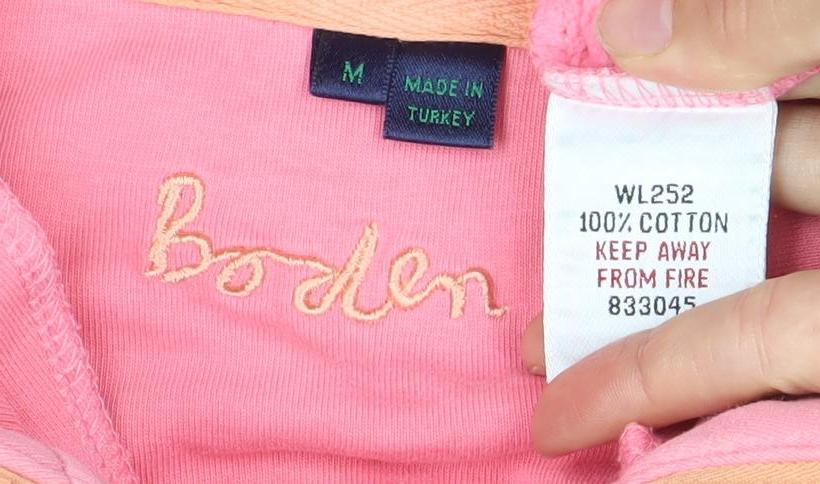 M
MADE IN
TURKEY
Boden
WL252
100% COTTON
KEEP AWAY
FROM FIRE
833045